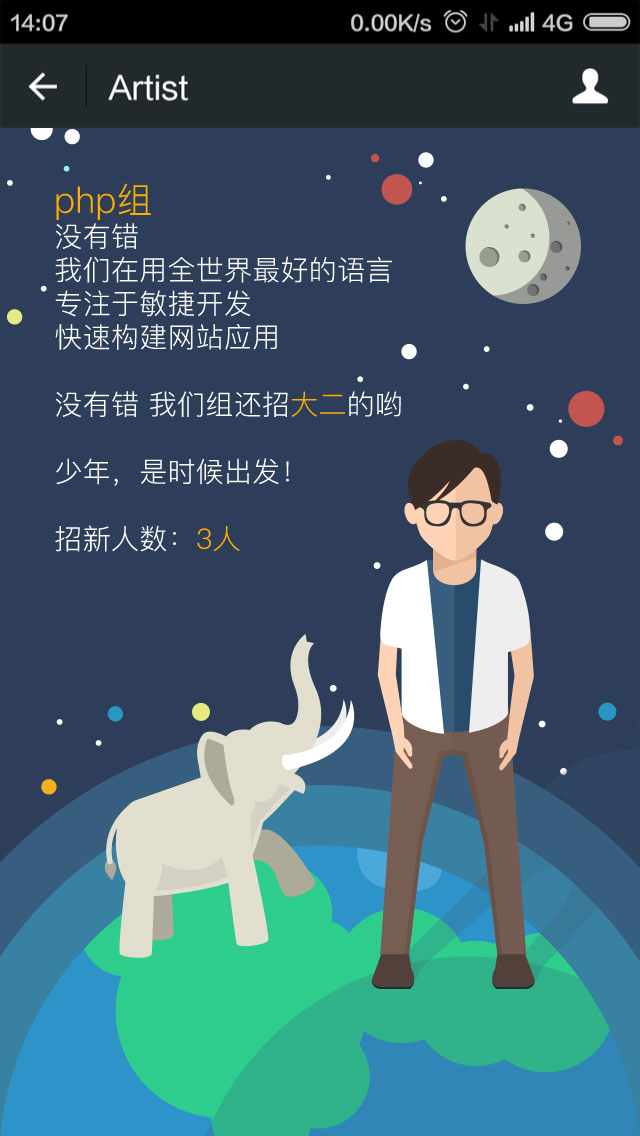 14:07 0.00K/s 4G
Artist
php组
没有错
我们在用全世界最好的语言
专注于敏捷开发
快速构建网站应用
没有错 我们组还招大二的哟
少年，是时候出发！
招新人数：3人